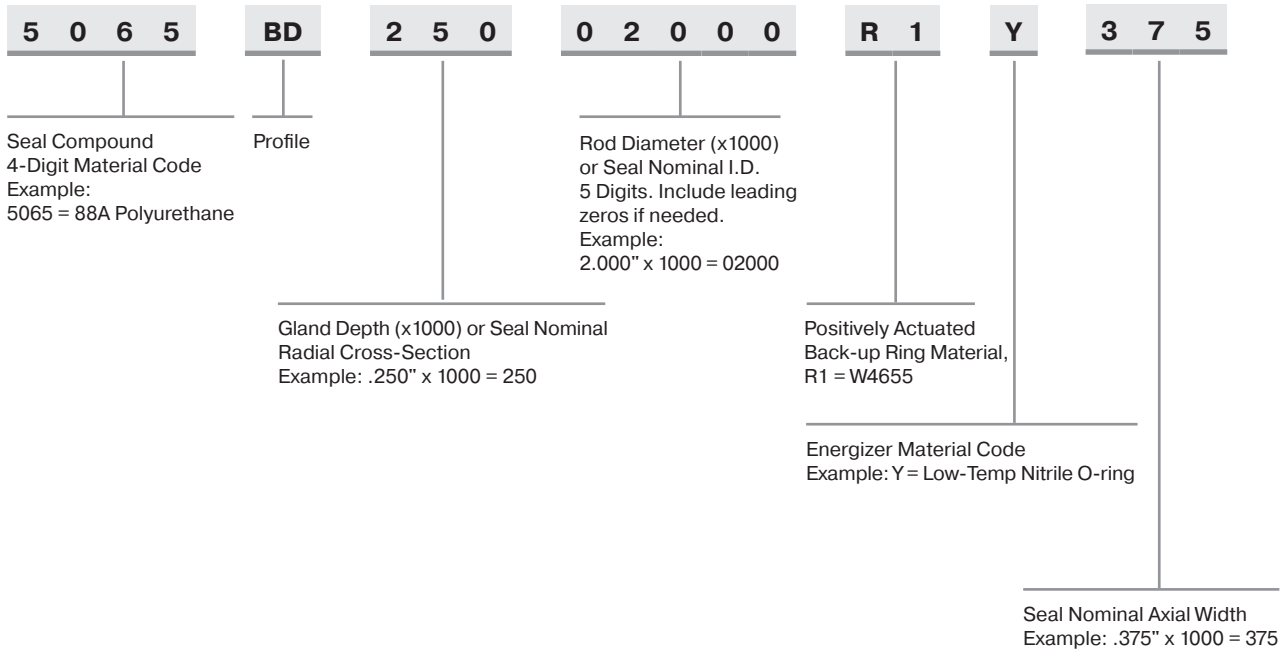 5 0 6 5 BD 2 5 0 0 2 0 0 0 R 1 Y 3 7 5
Seal Compound
4-Digit Material Code
Example:
5065 = 88A Polyurethane
Profile
Rod Diameter (x1000)
or Seal Nominal I.D.
5 Digits. Include leading
zeros if needed.
Example:
2.000" x 1000 = 02000
Gland Depth (x1000) or Seal Nominal
Radial Cross-Section
Example: .250" x 1000 = 250
Positively Actuated
Back-up Ring Material,
R1 = W4655
Energizer Material Code
Example: Y = Low-Temp Nitrile O-ring
Seal Nominal Axial Width
Example: .375" x 1000 = 375